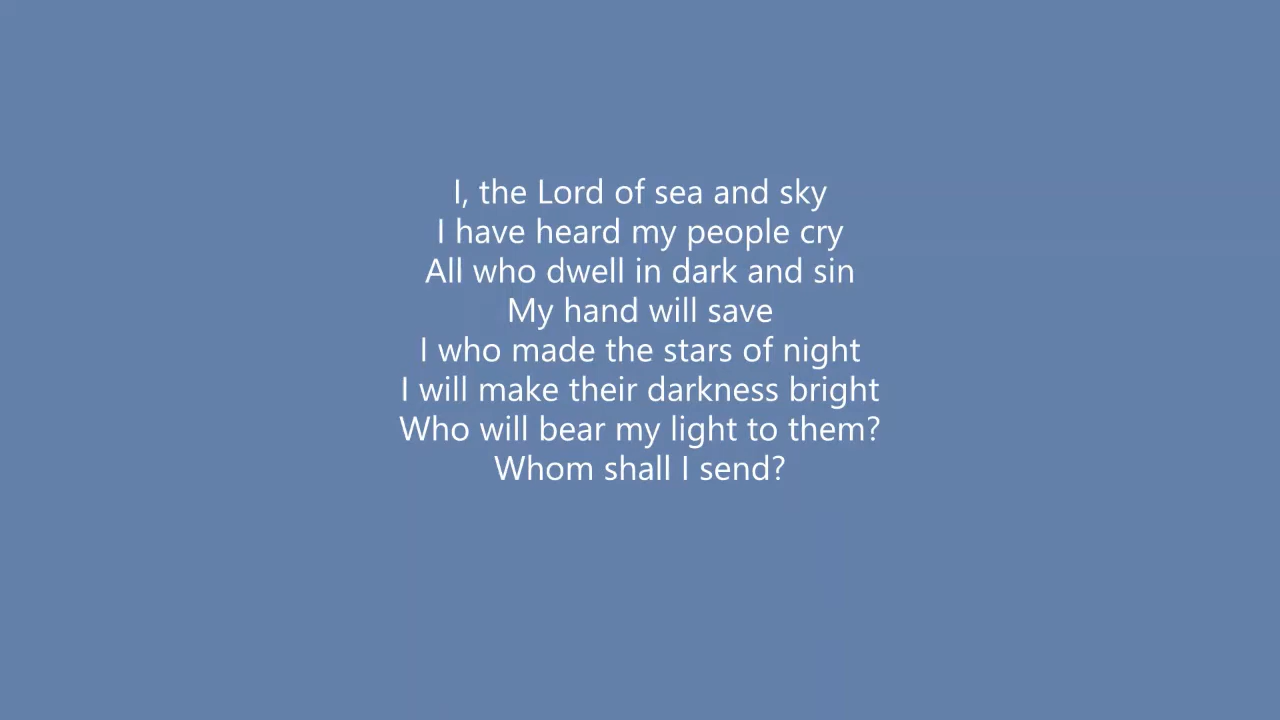 I, the Lord of sea and sky
I have heard my people cry
All who dwell in dark and sin
My hand will save
I who made the stars of night
I will make their darkness bright
Who will bear my light to them?
Whom shall I send?